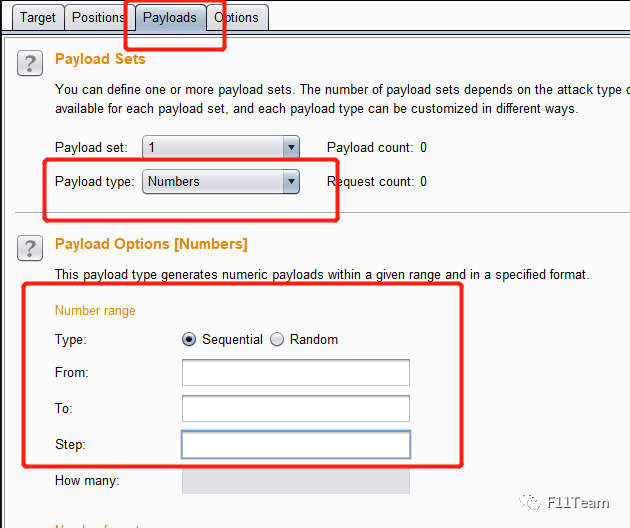 Target Positions Payloads Options
? Payload Sets
You can define one or more payload sets. The number of payload sets depends on the attack type
available for each payload set, and each payload type can be customized in different ways.
Payload set: 1 Payload count: 0
Payload type: Numbers Request count: 0
? Payload Options [Numbers]
This payload type generates numeric payloads within a given range and in a specified format.
Number range
Type: Sequential Random
From:
To:
Step:
How many:
F11Team